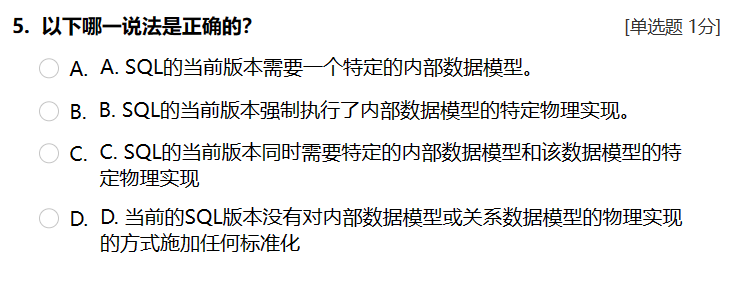 5. 以下哪一说法是正确的？ [单选题 1分]
A. A. SQL的当前版本需要一个特定的内部数据模型。
B. B. SQL的当前版本强制执行了内部数据模型的特定物理实现。
C. C. SQL的当前版本同时需要特定的内部数据模型和该数据模型的特
定物理实现
D. D. 当前的SQL版本没有对内部数据模型或关系数据模型的物理实现
的方式施加任何标准化